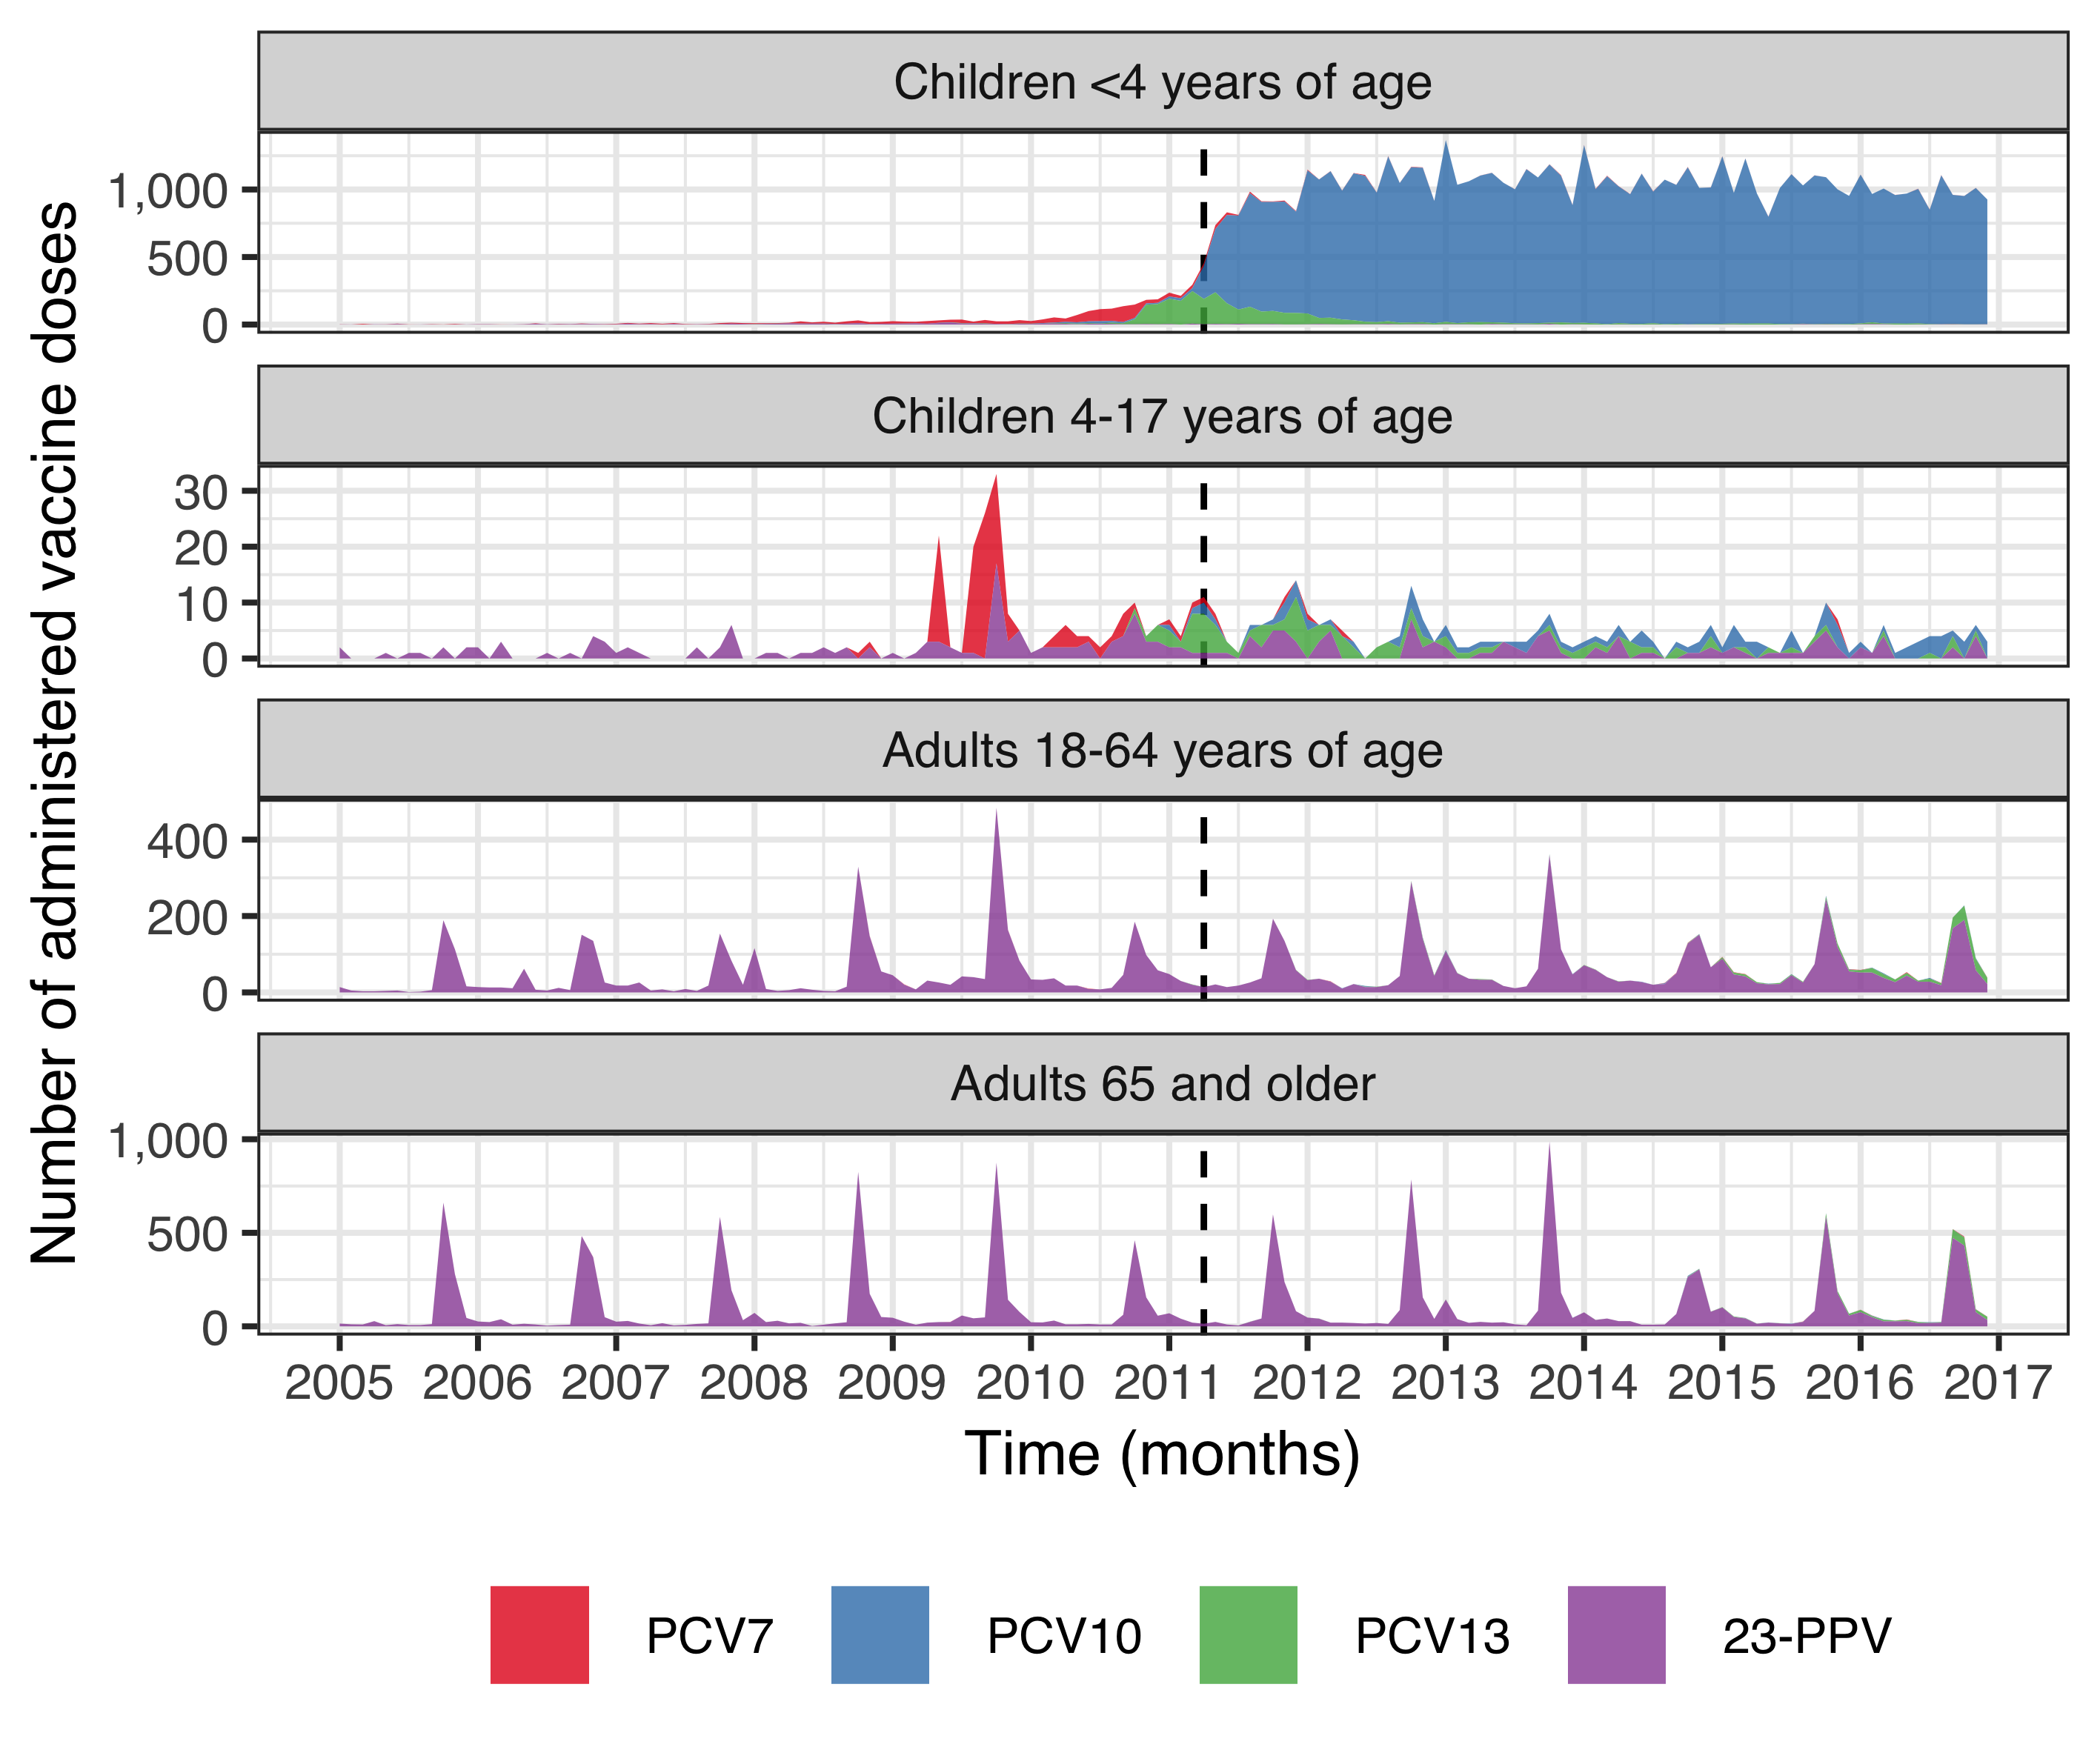 Number of administered vaccine doses
Children <4 years of age
1,000
500
0
Children 4-17 years of age
30
20
10
0
Adults 18-64 years of age
400
200
0
Adults 65 and older
1,000
500
0
2005 2006 2007 2008 2009 2010 2011 2012 2013 2014 2015 2016 2017
Time (months)
PCV7 PCV10 PCV13 23-PPV